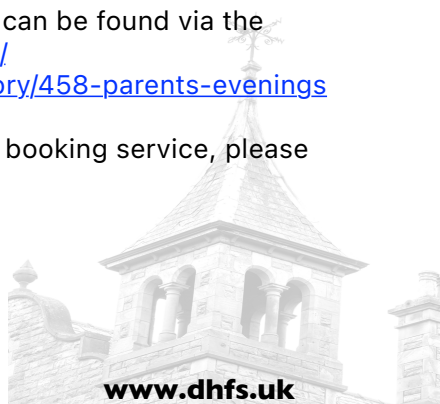 can be found via the
/
ory/458-parents-evenings
booking service, please
www.dhfs.uk